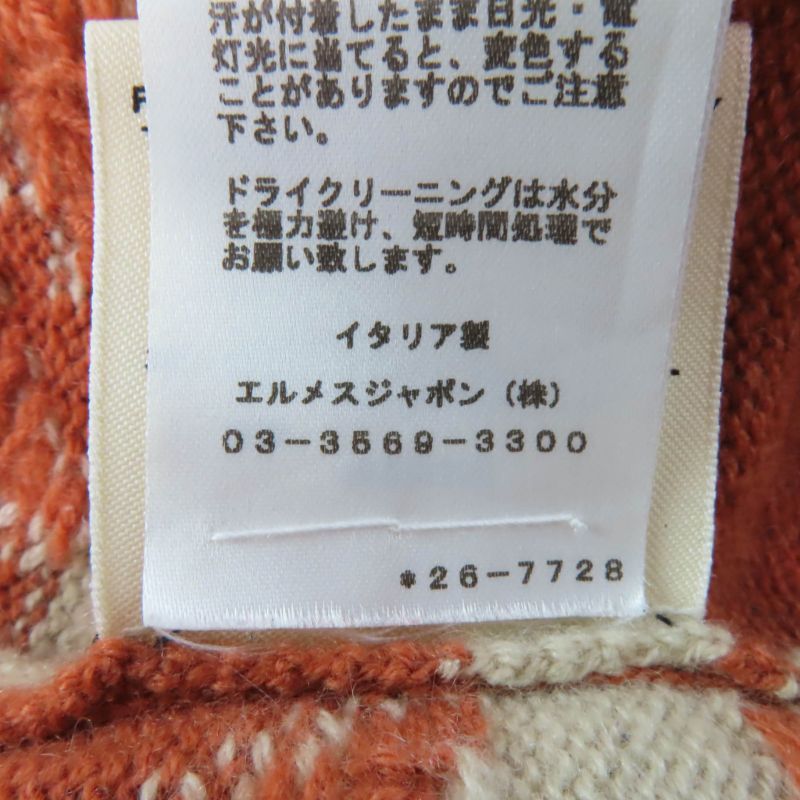 汗が付着したまま日光・電
灯光に当てると、変色する
ことがありますのでご注意
下さい。
ドライクリーニングは水分
を極力避け、短時間処理で
お願い致します。
イタリア製
エルメスジャポン（株）
03-3569-3300
*26-7728